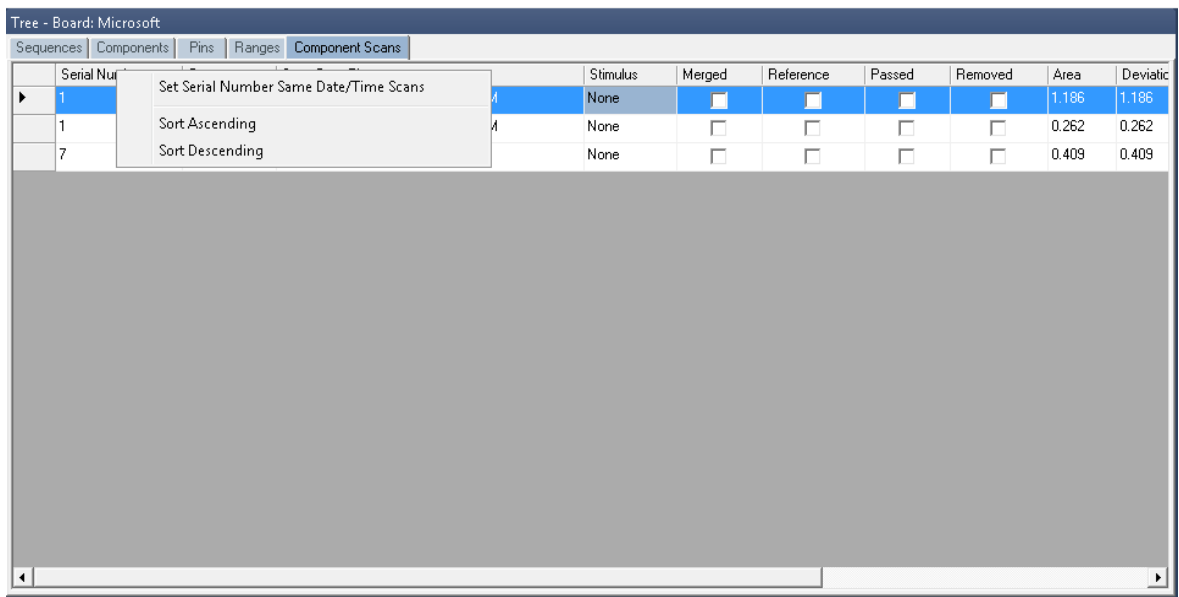 Tree - Board: Microsoft
Sequences Components Pins Ranges Component Scans
Serial Stimulus Merged Reference Passed Removed Area
Set Serial Number Same Date/Time Scans
1 None 1.186 1.186
Sort Ascending
1 None 0.262 0.262
Sort Descending
7 None 0.409 0.409